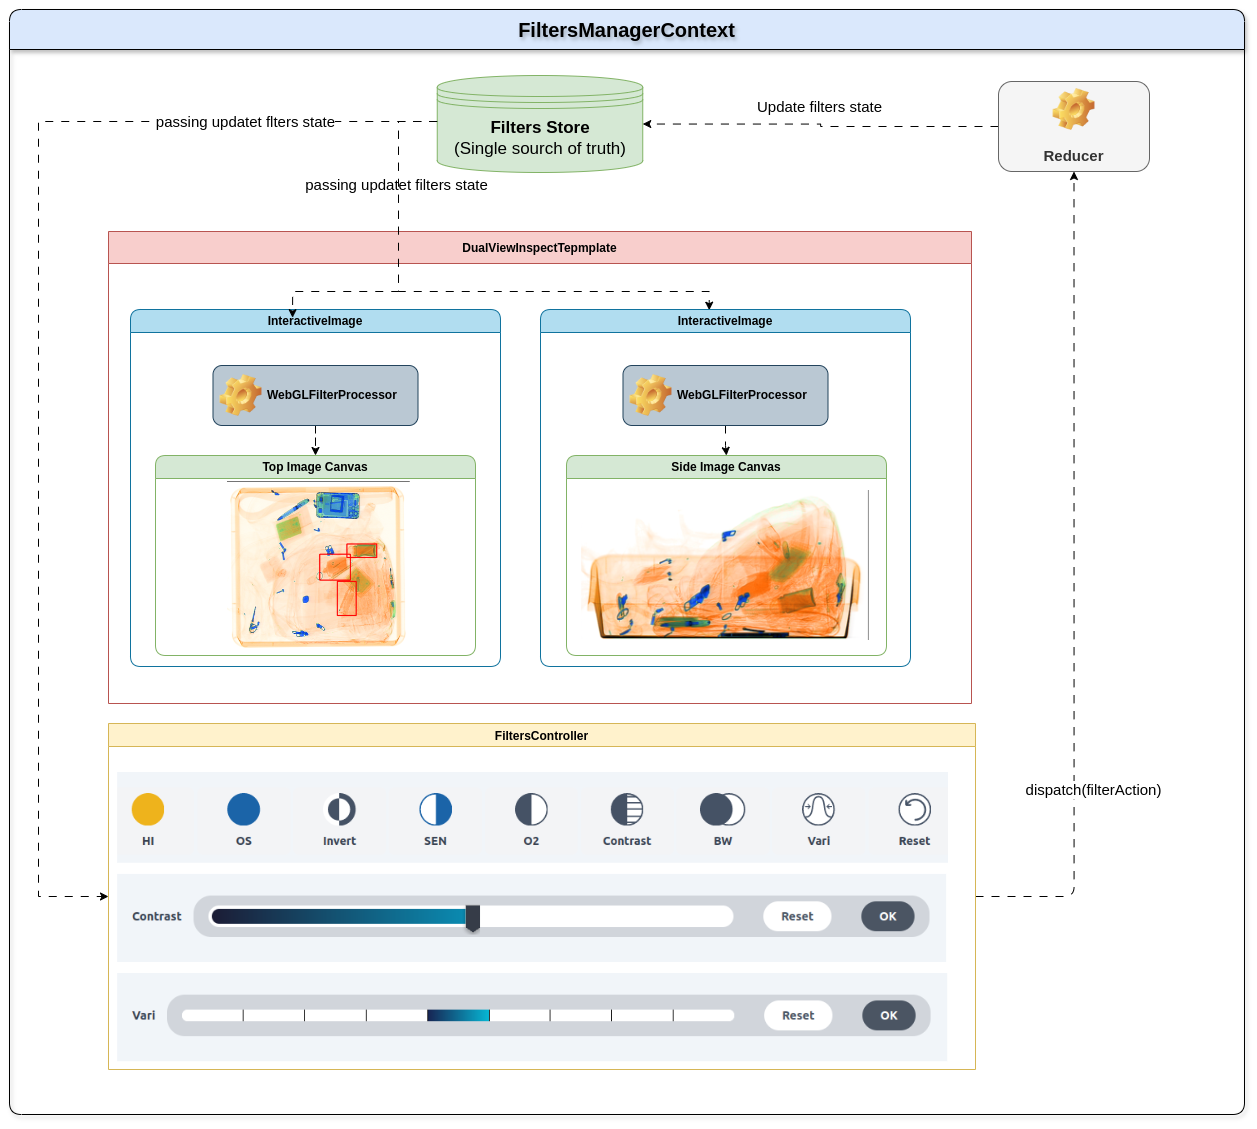 FiltersManagerContext
passing updatet flters state
Filters Store
(Single sourch of truth)
Update filters state
Reducer
passing updatet filters state
DualViewInspectTepmplate
InteractiveImage
InteractiveImage
WebGLFilterProcessor
WebGLFilterProcessor
Top Image Canvas
Side Image Canvas
FiltersController
dispatch(filterAction)
HI
OS
Invert
SEN
O2
Contrast
BW
Vari
Reset
Contrast
Reset
OK
Vari
Reset
OK